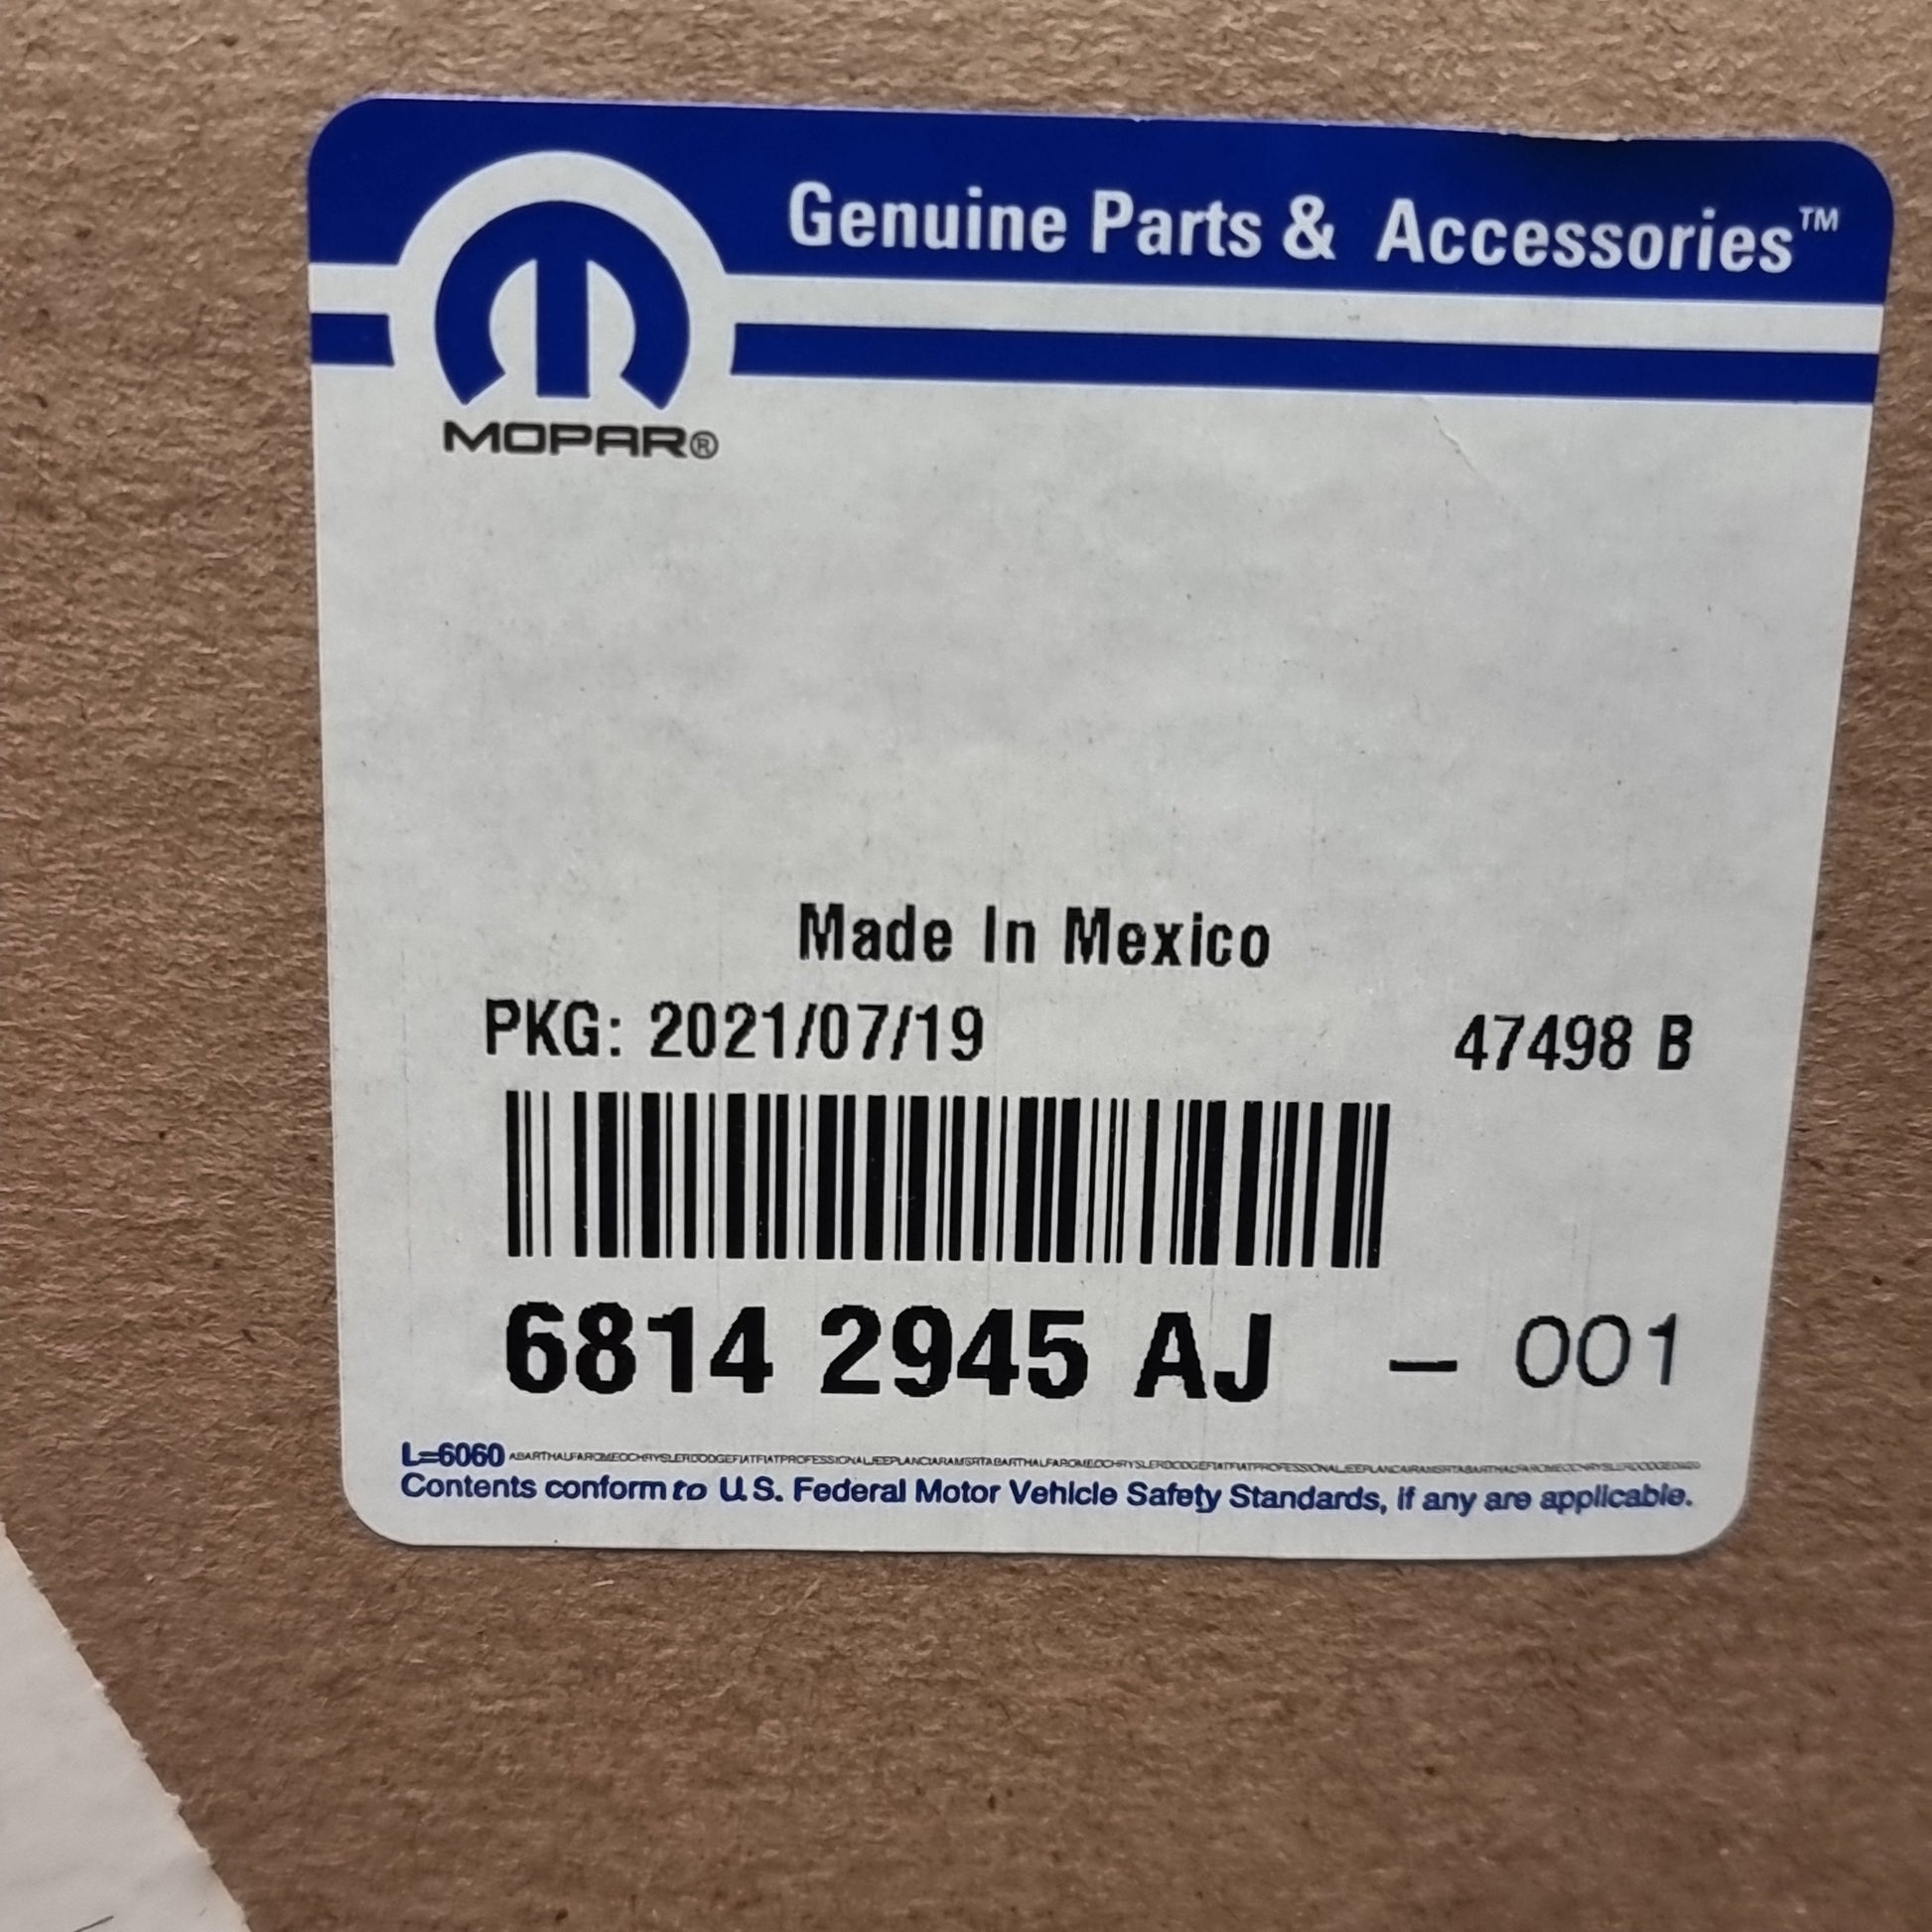 Genuine Parts & Accessories™
MOPAR®
Made In Mexico
PKG: 2021/07/19 47498 B
6814 2945 AJ – 001
L=6060
Contents conform to U.S. Federal Motor Vehicle Safety Standards, if any are applicable.